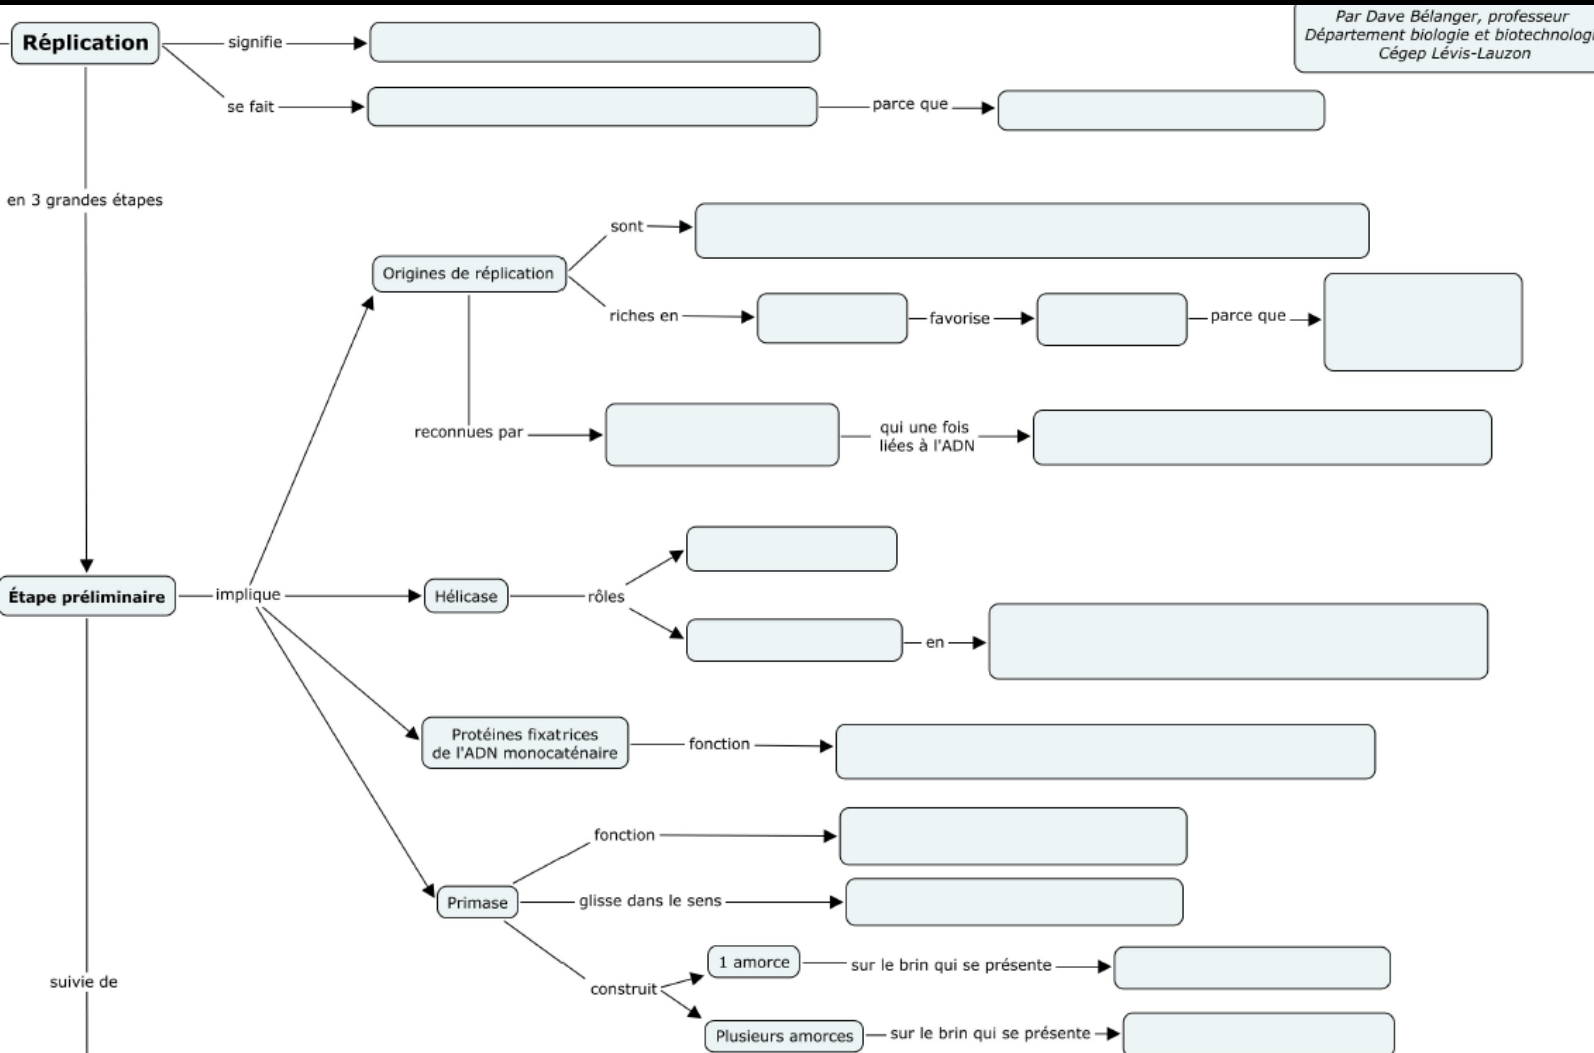 Par Dave Bélanger, professeur
Département biologie et biotechnologi
Cégep Lévis-Lauzon
Réplication
signifie
se fait
parce que
en 3 grandes étapes
sont
Origines de réplication
riches en
favorise
parce que
reconnues par
qui une fois
liées à l'ADN
Étape préliminaire
implique
Hélicase
rôles
en
Protéines fixatrices
de l'ADN monocaténaire
fonction
fonction
Primase
glisse dans le sens
1 amorce
sur le brin qui se présente
suivie de
construit
Plusieurs amorces
sur le brin qui se présente